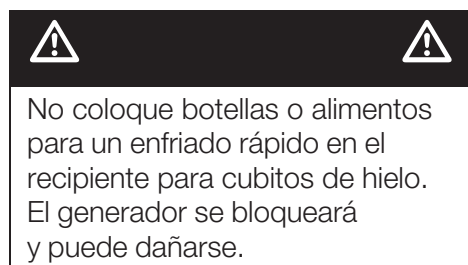 No coloque botellas o alimentos
para un enfriado rápido en el
recipiente para cubitos de hielo.
El generador se bloqueará
y puede dañarse.